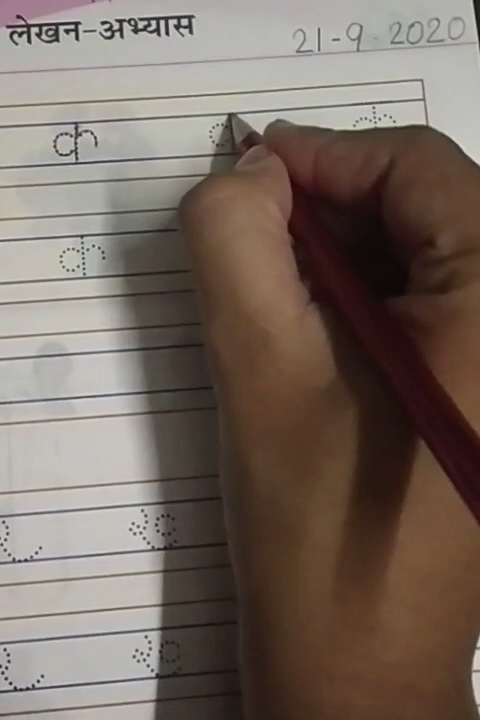 लेखन-अभ्यास 21-9-2020
क क
क
ख
ख